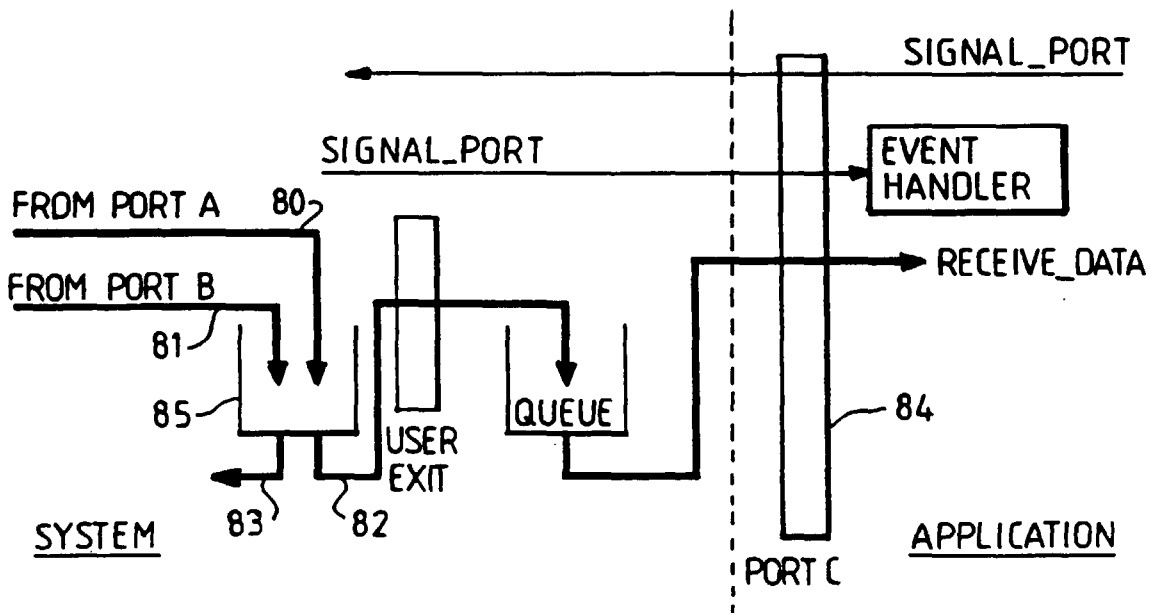 SIGNAL_PORT
SIGNAL_PORT
EVENT
HANDLER
FROM PORT A
80
RECEIVE_DATA
FROM PORT B
81
85
QUEUE
84
USER
EXIT
83
82
SYSTEM
APPLICATION
PORT C